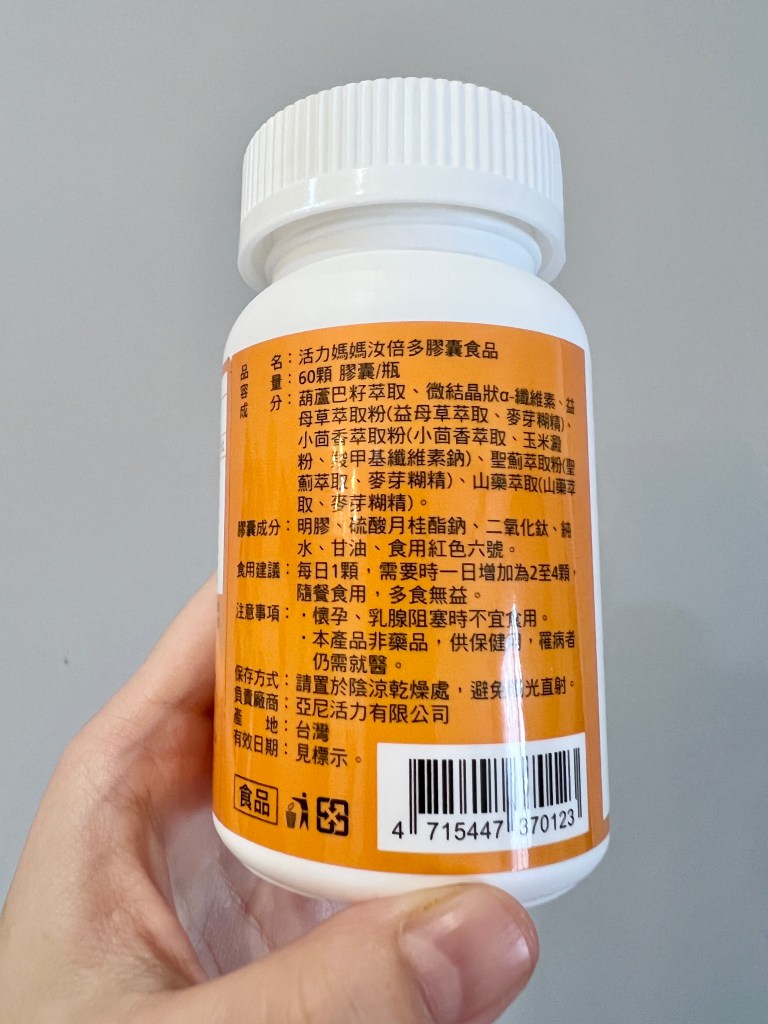 品名：活力媽媽汝倍多膠囊食品
容量：60顆 膠囊/瓶
成分：葫蘆巴籽萃取、微結晶狀α-纖維素、益
母草萃取粉(益母草萃取、麥芽糊精)、
小茴香萃取粉(小茴香萃取、玉米澱
粉、羧甲基纖維素鈉)、聖薊萃取粉(聖
薊萃取、麥芽糊精)、山藥萃取(山藥萃
取、麥芽糊精)。
膠囊成分：明膠、硫酸月桂酯鈉、二氧化鈦、純
水、甘油、食用紅色六號。
食用建議：每日1顆，需要時一日增加為2至4顆，
隨餐食用，多食無益。
注意事項：・懷孕、乳腺阻塞時不宜食用。
・本產品非藥品，供保健用，罹病者
仍需就醫。
保存方式：請置於陰涼乾燥處，避免陽光直射。
負責廠商：亞尼活力有限公司
產地：台灣
有效日期：見標示。
食品
4 715447 370123